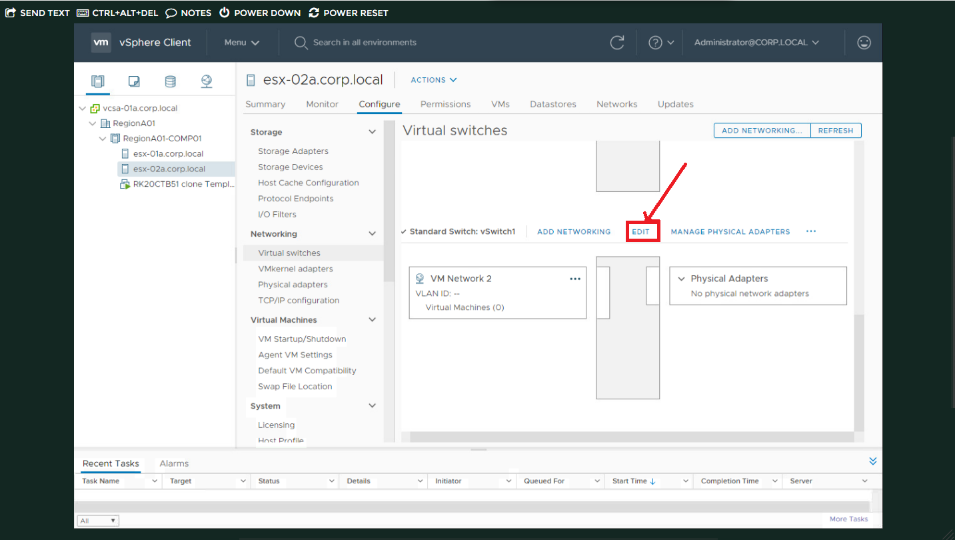 SEND TEXT CTRL+ALT+DEL NOTES POWER DOWN POWER RESET
vm vSphere Client Menu Search in all environments Administrator@CORP.LOCAL
esx-02a.corp.local ACTIONS
Summary Monitor Configure Permissions VMs Datastores Networks Updates
vcsa-01a.corp.local
RegionA01
RegionA01-COMP01
esx-01a.corp.local
esx-02a.corp.local
RK20CTB51 clone Templ...
Storage
Storage Adapters
Storage Devices
Host Cache Configuration
Protocol Endpoints
I/O Filters
Networking
Virtual switches
VMkernel adapters
Physical adapters
TCP/IP configuration
Virtual Machines
VM Startup/Shutdown
Agent VM Settings
Default VM Compatibility
Swap File Location
System
Licensing
Host Profile
Virtual switches ADD NETWORKING... REFRESH
Standard Switch: vSwitch1 ADD NETWORKING EDIT MANAGE PHYSICAL ADAPTERS ...
VM Network 2 ...
VLAN ID: --
Virtual Machines (0)
Physical Adapters
No physical network adapters
Recent Tasks Alarms
Task Name Target Status Details Initiator Queued For Start Time ↓ Completion Time Server
All More Tasks